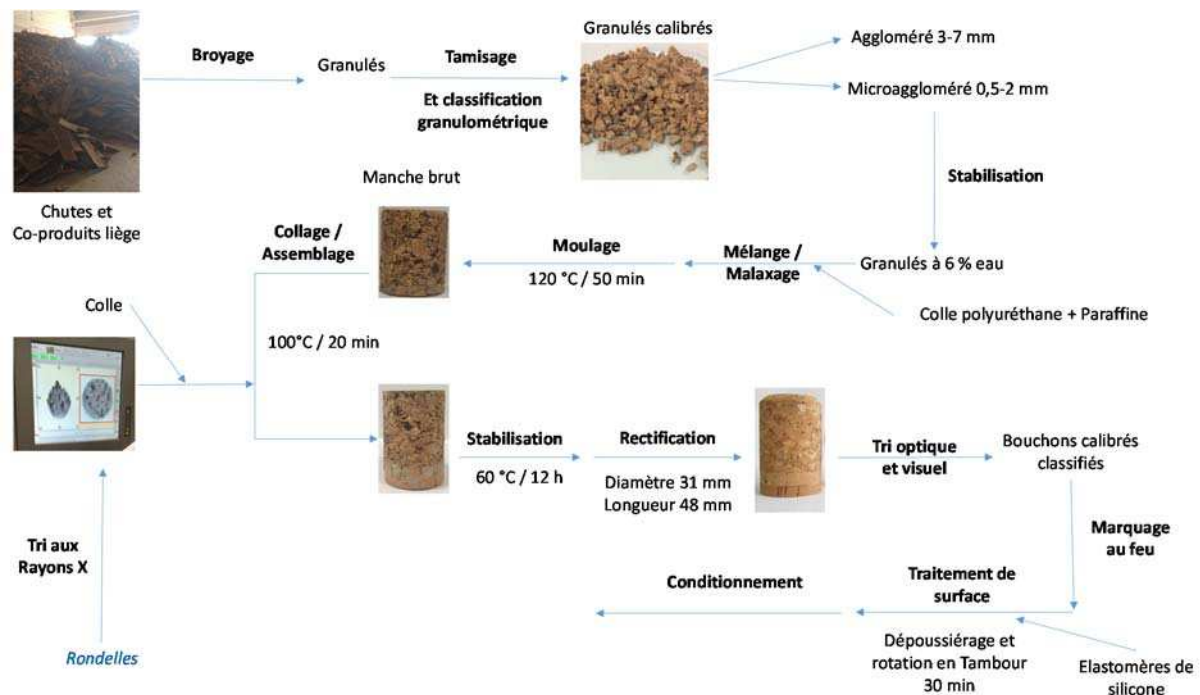 Broyage
Granulés
Tamisage
Et classification
granulométrique
Granulés calibrés
Aggloméré 3-7 mm
Microaggloméré 0,5-2 mm
Stabilisation
Chutes et
Co-produits liège
Granulés à 6 % eau
Mélange /
Malaxage
Colle polyuréthane + Paraffine
Moulage
120 °C / 50 min
Manche brut
Collage /
Assemblage
Colle
100°C / 20 min
Tri aux
Rayons X
Rondelles
Stabilisation
60 °C / 12 h
Rectification
Diamètre 31 mm
Longueur 48 mm
Tri optique
et visuel
Bouchons calibrés
classifiés
Marquage
au feu
Traitement de
surface
Dépoussiérage et
rotation en Tambour
30 min
Elastomères de
silicone
Conditionnement